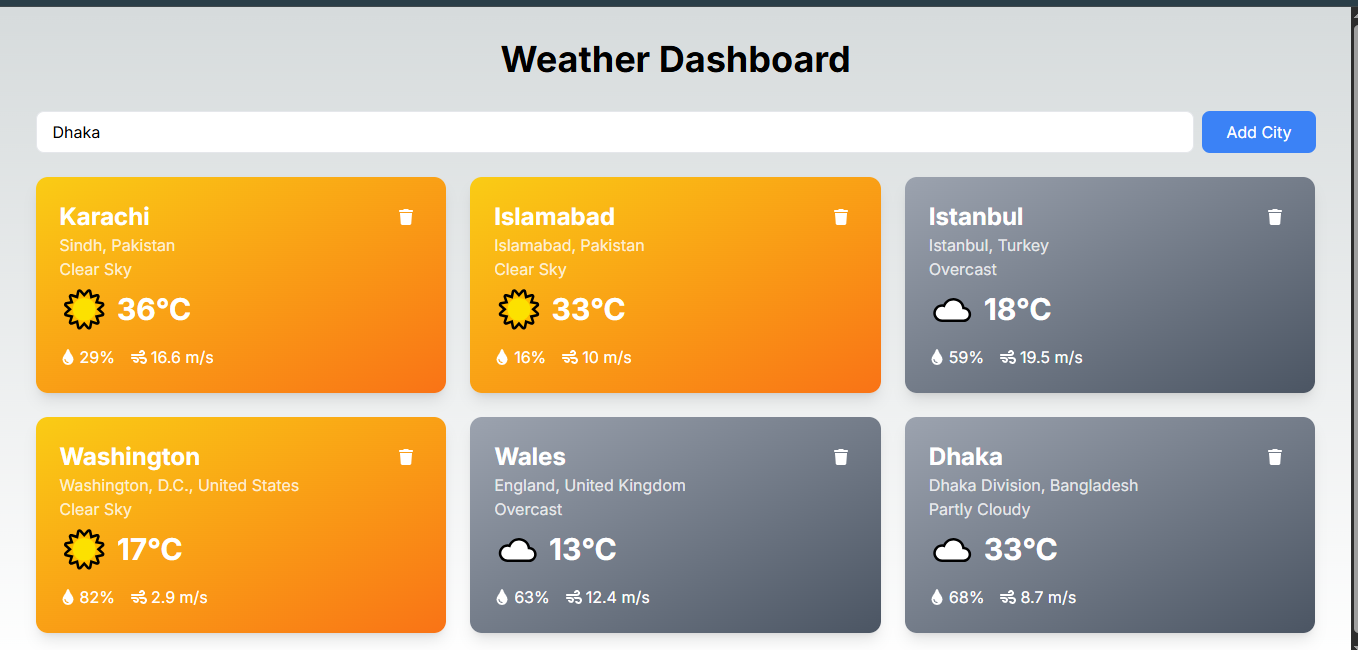 Weather Dashboard
Dhaka
Add City
Karachi
Sindh, Pakistan
Clear Sky
36°C
29% 16.6 m/s
Islamabad
Islamabad, Pakistan
Clear Sky
33°C
16% 10 m/s
Istanbul
Istanbul, Turkey
Overcast
18°C
59% 19.5 m/s
Washington
Washington, D.C., United States
Clear Sky
17°C
82% 2.9 m/s
Wales
England, United Kingdom
Overcast
13°C
63% 12.4 m/s
Dhaka
Dhaka Division, Bangladesh
Partly Cloudy
33°C
68% 8.7 m/s